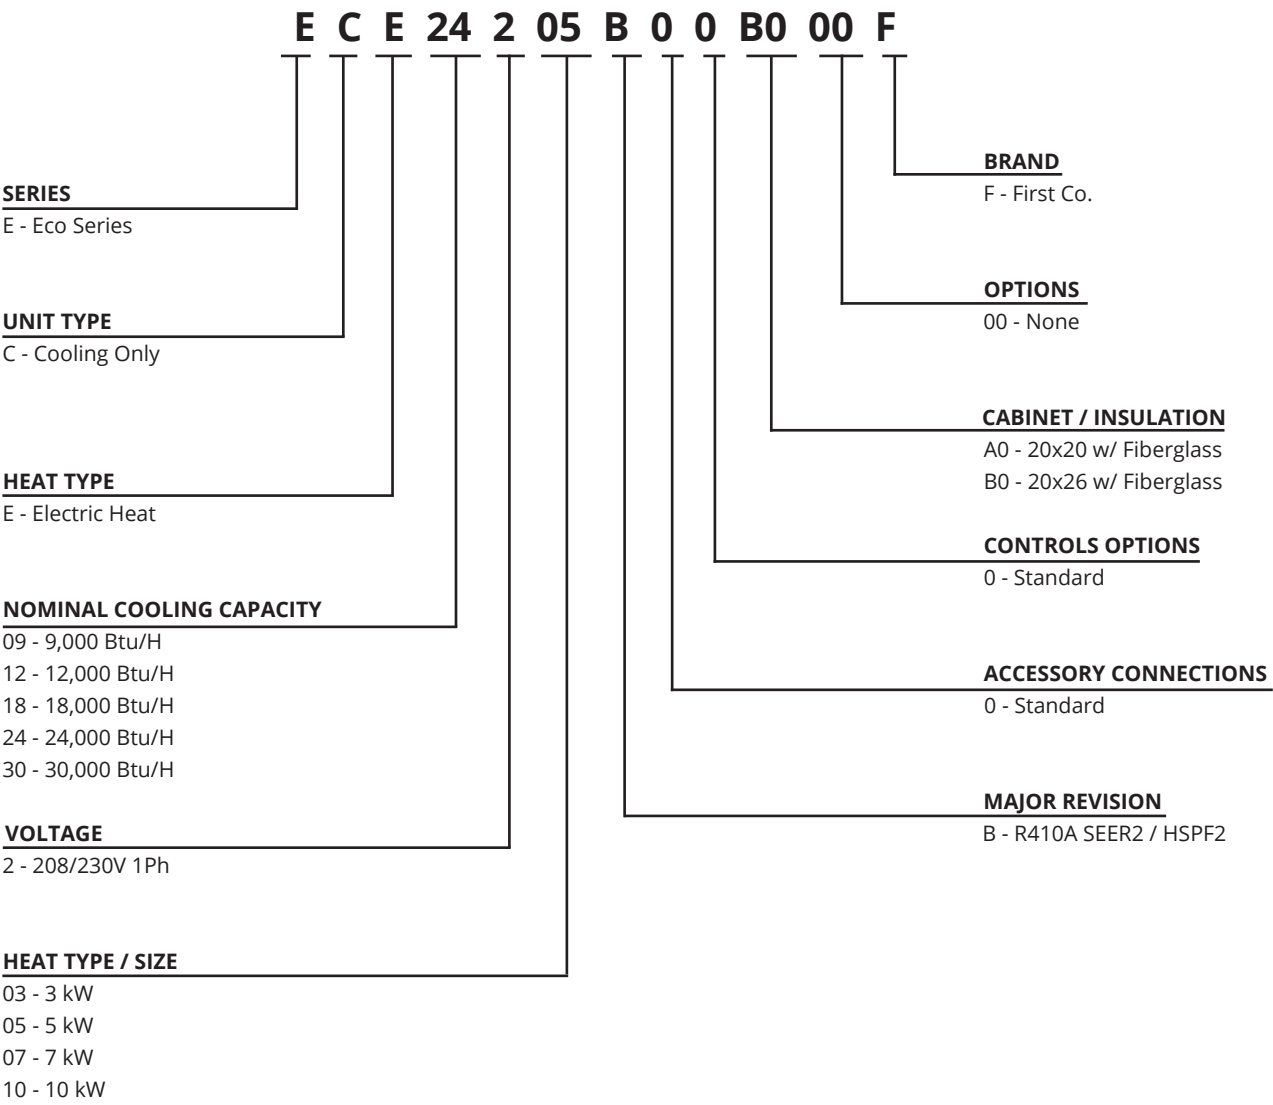 E C E 24 2 05 B 0 0 B0 00 F
SERIES
E - Eco Series
UNIT TYPE
C - Cooling Only
HEAT TYPE
E - Electric Heat
NOMINAL COOLING CAPACITY
09 - 9,000 Btu/H
12 - 12,000 Btu/H
18 - 18,000 Btu/H
24 - 24,000 Btu/H
30 - 30,000 Btu/H
VOLTAGE
2 - 208/230V 1Ph
HEAT TYPE / SIZE
03 - 3 kW
05 - 5 kW
07 - 7 kW
10 - 10 kW
BRAND
F - First Co.
OPTIONS
00 - None
CABINET / INSULATION
A0 - 20x20 w/ Fiberglass
B0 - 20x26 w/ Fiberglass
CONTROLS OPTIONS
0 - Standard
ACCESSORY CONNECTIONS
0 - Standard
MAJOR REVISION
B - R410A SEER2 / HSPF2